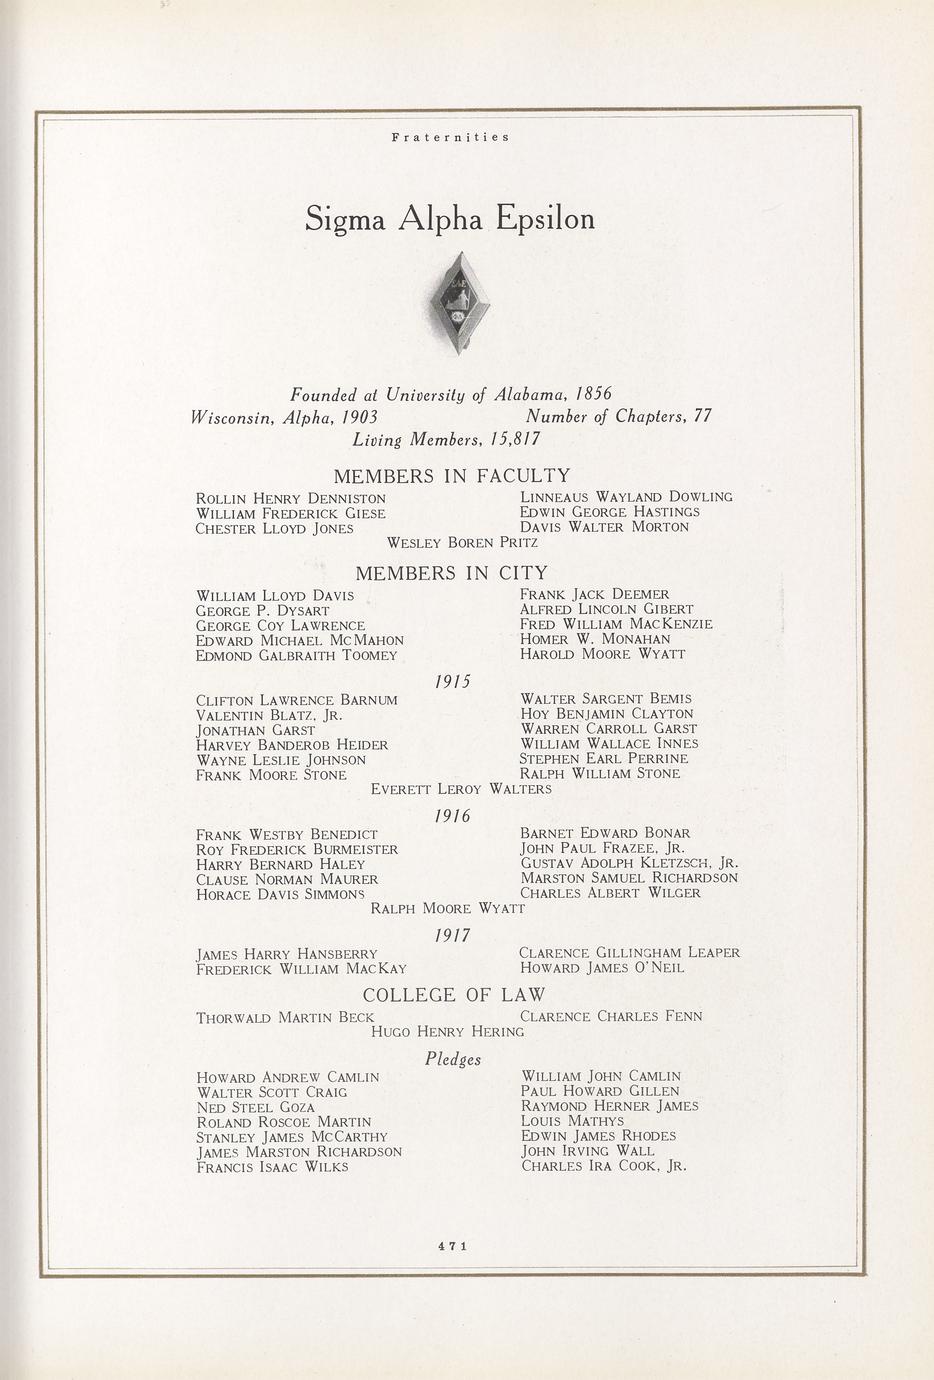 Fraternities
Sigma Alpha Epsilon
ΣΑΕ
Founded at University of Alabama, 1856
Wisconsin, Alpha, 1903 Number of Chapters, 77
Living Members, 15,817
MEMBERS IN FACULTY
ROLLIN HENRY DENNISTON LINNEAUS WAYLAND DOWLING
WILLIAM FREDERICK GIESE EDWIN GEORGE HASTINGS
CHESTER LLOYD JONES DAVIS WALTER MORTON
WESLEY BOREN PRITZ
MEMBERS IN CITY
WILLIAM LLOYD DAVIS FRANK JACK DEEMER
GEORGE P. DYSART ALFRED LINCOLN GIBERT
GEORGE COY LAWRENCE FRED WILLIAM MACKENZIE
EDWARD MICHAEL MCMAHON HOMER W. MONAHAN
EDMOND GALBRAITH TOOMEY HAROLD MOORE WYATT
1915
CLIFTON LAWRENCE BARNUM WALTER SARGENT BEMIS
VALENTIN BLATZ, JR. HOY BENJAMIN CLAYTON
JONATHAN GARST WARREN CARROLL GARST
HARVEY BANDEROB HEIDER WILLIAM WALLACE INNES
WAYNE LESLIE JOHNSON STEPHEN EARL PERRINE
FRANK MOORE STONE RALPH WILLIAM STONE
EVERETT LEROY WALTERS
1916
FRANK WESTBY BENEDICT BARNET EDWARD BONAR
ROY FREDERICK BURMEISTER JOHN PAUL FRAZEE, JR.
HARRY BERNARD HALEY GUSTAV ADOLPH KLETZSCH, JR.
CLAUSE NORMAN MAURER MARSTON SAMUEL RICHARDSON
HORACE DAVIS SIMMONS CHARLES ALBERT WILGER
RALPH MOORE WYATT
1917
JAMES HARRY HANSBERRY CLARENCE GILLINGHAM LEAPER
FREDERICK WILLIAM MACKAY HOWARD JAMES O'NEIL
COLLEGE OF LAW
THORWALD MARTIN BECK CLARENCE CHARLES FENN
HUGO HENRY HERING
Pledges
HOWARD ANDREW CAMLIN WILLIAM JOHN CAMLIN
WALTER SCOTT CRAIG PAUL HOWARD GILLEN
NED STEEL GOZA RAYMOND HERNER JAMES
ROLAND ROSCOE MARTIN LOUIS MATHYS
STANLEY JAMES MCCARTHY EDWIN JAMES RHODES
JAMES MARSTON RICHARDSON JOHN IRVING WALL
FRANCIS ISAAC WILKS CHARLES IRA COOK, JR.
471